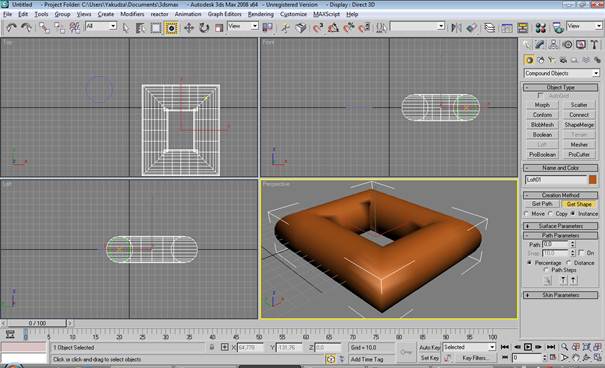 Untitled - Project Folder: C:\Users\Yakudza\Documents\3dsmax - Autodesk 3ds Max 2008 x64 - Unregistered Version - Display : Direct 3D
File Edit Tools Group Views Create Modifiers reactor Animation Graph Editors Rendering Customize MAXScript Help
All View View
Top
Front
Left
Perspective
Compound Objects
- Object Type
AutoGrid
Morph Scatter
Conform Connect
BlobMesh ShapeMerge
Boolean Terrain
Loft Mesher
ProBoolean ProCutter
- Name and Color
Loft01
- Creation Method
Get Path Get Shape
Move Copy Instance
+ Surface Parameters
- Path Parameters
Path: 0,0
Snap: 10,0 On
Percentage Distance
Path Steps
+ Skin Parameters
0 / 100
0 5 10 15 20 25 30 35 40 45 50 55 60 65 70 75 80 85 90 95 100
1 Object Selected X: 64,778 Y: -131,76 Z: 0,0 Grid = 10,0 Auto Key Selected
Click or click-and-drag to select objects Add Time Tag Set Key Key Filters... 0